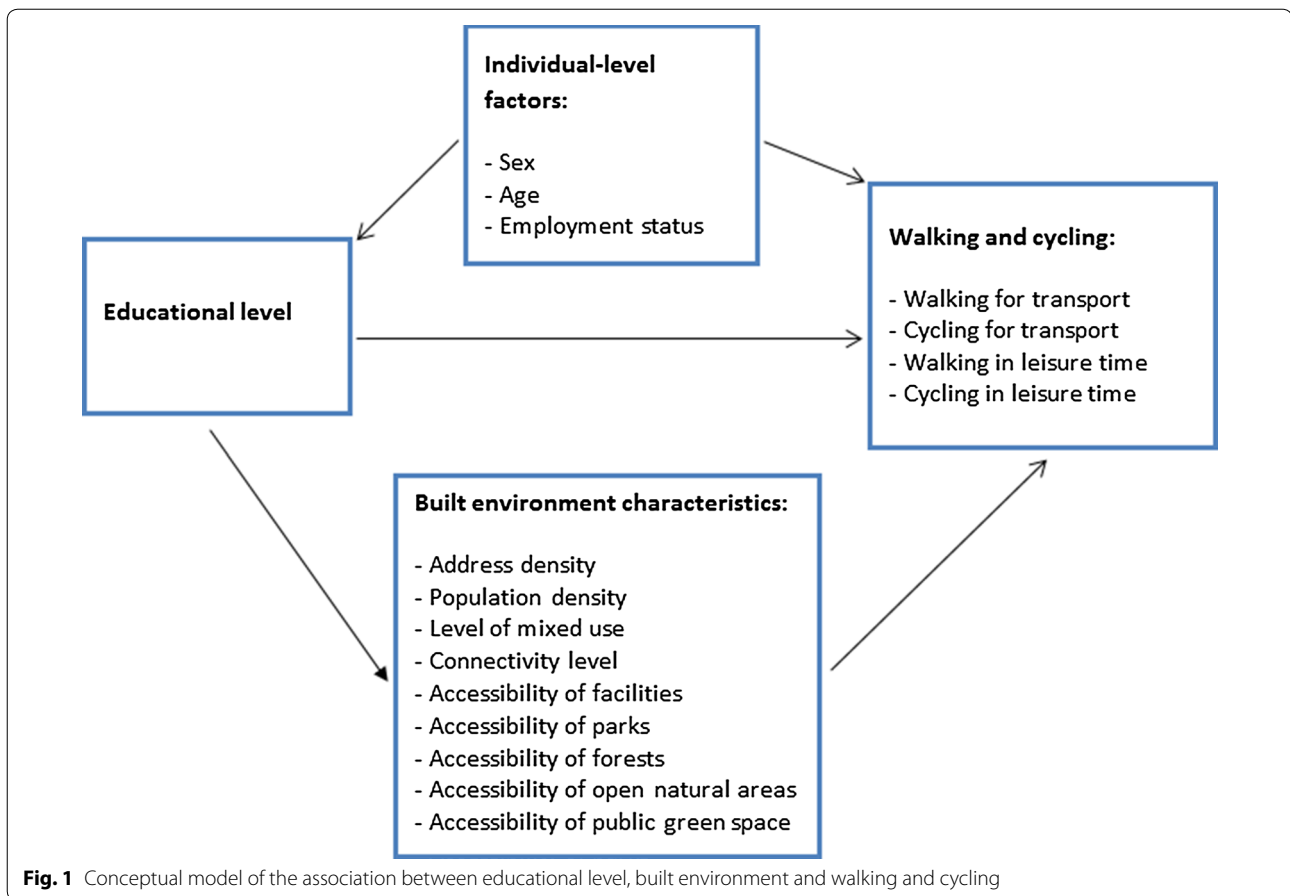 Individual-level
factors:
- Sex
- Age
- Employment status
Educational level
Walking and cycling:
- Walking for transport
- Cycling for transport
- Walking in leisure time
- Cycling in leisure time
Built environment characteristics:
- Address density
- Population density
- Level of mixed use
- Connectivity level
- Accessibility of facilities
- Accessibility of parks
- Accessibility of forests
- Accessibility of open natural areas
- Accessibility of public green space
Fig. 1 Conceptual model of the association between educational level, built environment and walking and cycling